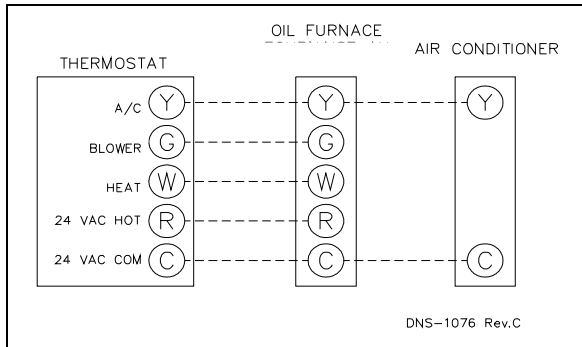 OIL FURNACE
AIR CONDITIONER
THERMOSTAT
A/C Y Y Y
BLOWER G G
HEAT W W
24 VAC HOT R R
24 VAC COM C C C
DNS-1076 Rev.C